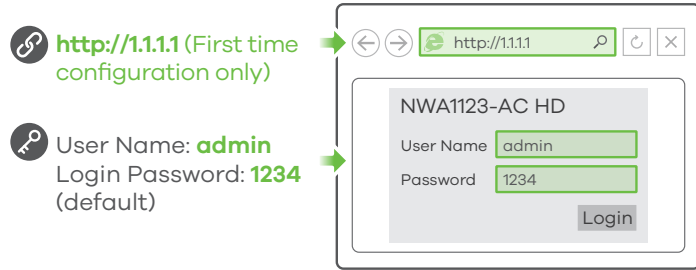 http://1.1.1.1 (First time
configuration only)
User Name: admin
Login Password: 1234
(default)
http://1.1.1.1
NWA1123-AC HD
User Name admin
Password 1234
Login